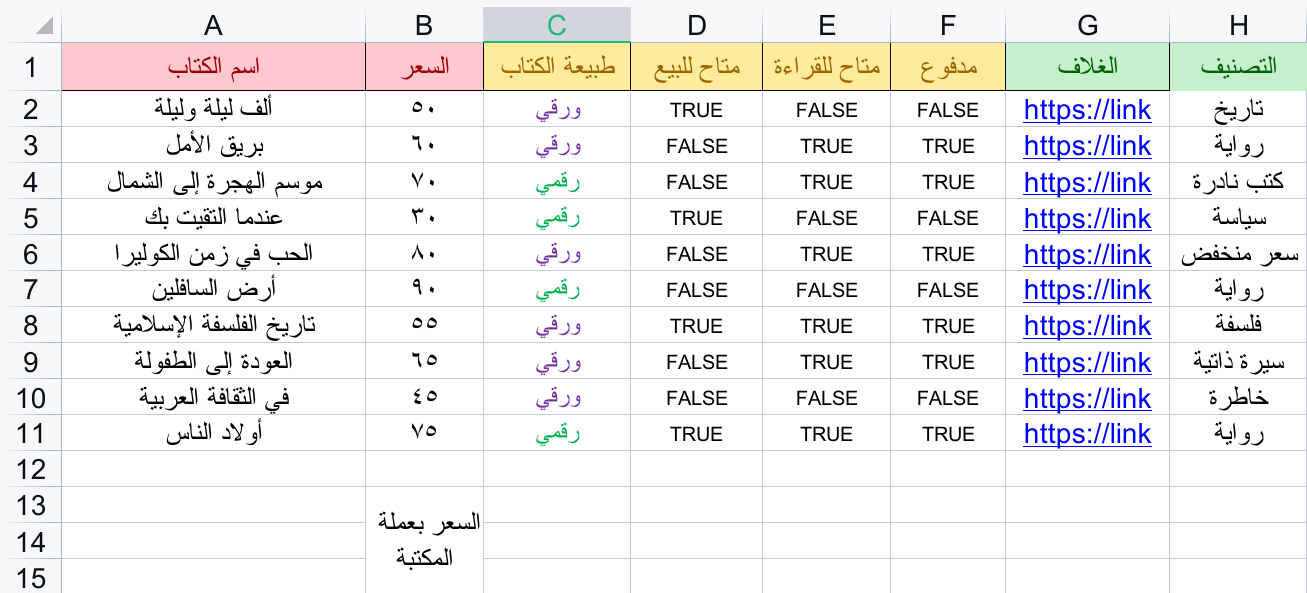 A B C D E F G H
1 اسم الكتاب السعر طبيعة الكتاب متاح للبيع متاح للقراءة مدفوع الغلاف التصنيف
2 ألف ليلة وليلة ٥٠ ورقي TRUE FALSE FALSE https://link تاريخ
3 بريق الأمل ٦٠ ورقي FALSE TRUE TRUE https://link رواية
4 موسم الهجرة إلى الشمال ٧٠ رقمي FALSE TRUE TRUE https://link كتب نادرة
5 عندما التقيت بك ٣٠ رقمي TRUE FALSE FALSE https://link سياسة
6 الحب في زمن الكوليرا ٨٠ ورقي FALSE TRUE TRUE https://link سعر منخفض
7 أرض السافلين ٩٠ رقمي FALSE FALSE FALSE https://link رواية
8 تاريخ الفلسفة الإسلامية ٥٥ ورقي TRUE TRUE TRUE https://link فلسفة
9 العودة إلى الطفولة ٦٥ ورقي FALSE TRUE TRUE https://link سيرة ذاتية
10 في الثقافة العربية ٤٥ ورقي FALSE FALSE FALSE https://link خاطرة
11 أولاد الناس ٧٥ رقمي TRUE TRUE TRUE https://link رواية
12
13
السعر بعملة
14
المكتبة
15